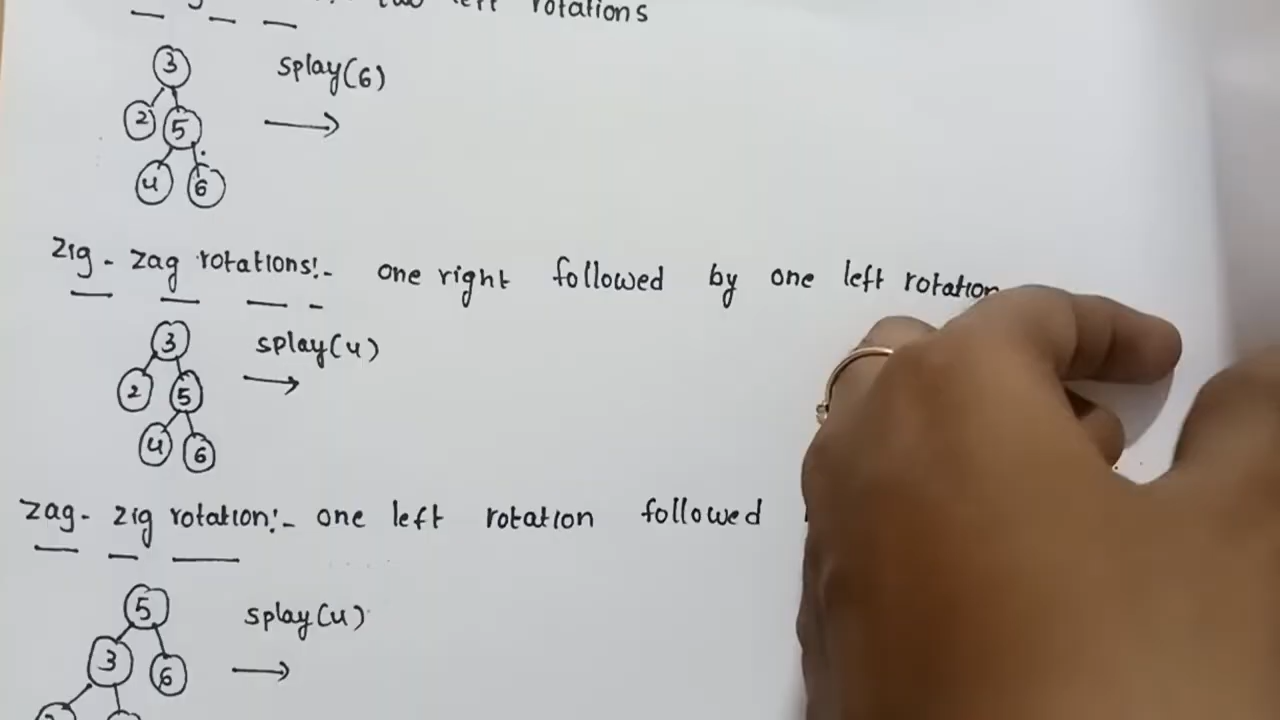 left rotations
3
splay(6)
2 5
4 6
Zig - Zag rotations:- one right followed by one left rotation
3
splay(4)
2 5
4 6
Zag - Zig rotation:- one left rotation followed
5
splay(4)
3 6